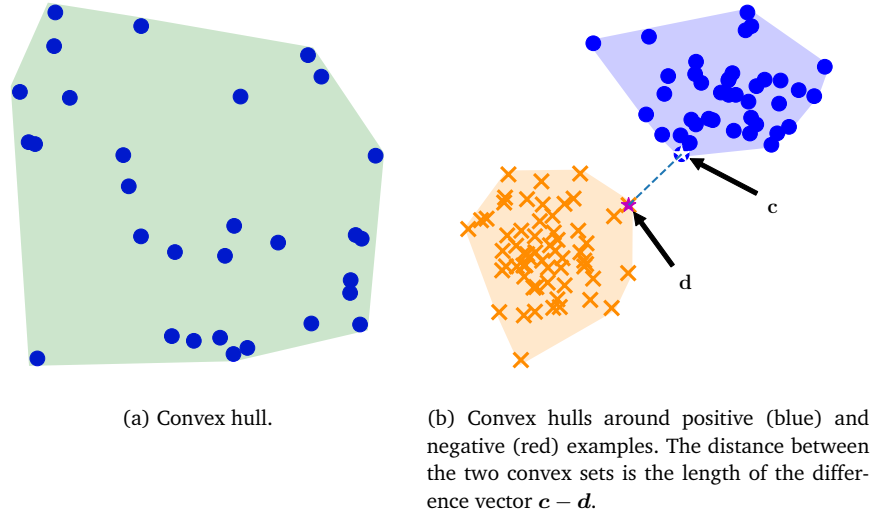 c
d
(a) Convex hull.
(b) Convex hulls around positive (blue) and
negative (red) examples. The distance between
the two convex sets is the length of the differ-
ence vector c − d.